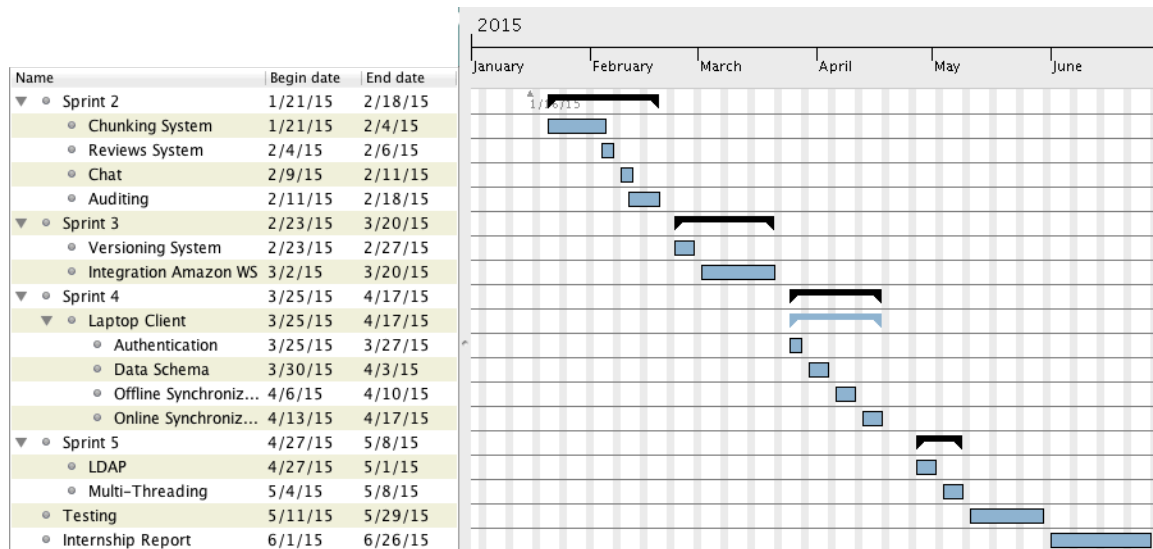 2015
January February March April May June
Name Begin date End date
Sprint 2 1/21/15 2/18/15
1/16/15
Chunking System 1/21/15 2/4/15
Reviews System 2/4/15 2/6/15
Chat 2/9/15 2/11/15
Auditing 2/11/15 2/18/15
Sprint 3 2/23/15 3/20/15
Versioning System 2/23/15 2/27/15
Integration Amazon WS 3/2/15 3/20/15
Sprint 4 3/25/15 4/17/15
Laptop Client 3/25/15 4/17/15
Authentication 3/25/15 3/27/15
Data Schema 3/30/15 4/3/15
Offline Synchroniz... 4/6/15 4/10/15
Online Synchroniz... 4/13/15 4/17/15
Sprint 5 4/27/15 5/8/15
LDAP 4/27/15 5/1/15
Multi-Threading 5/4/15 5/8/15
Testing 5/11/15 5/29/15
Internship Report 6/1/15 6/26/15